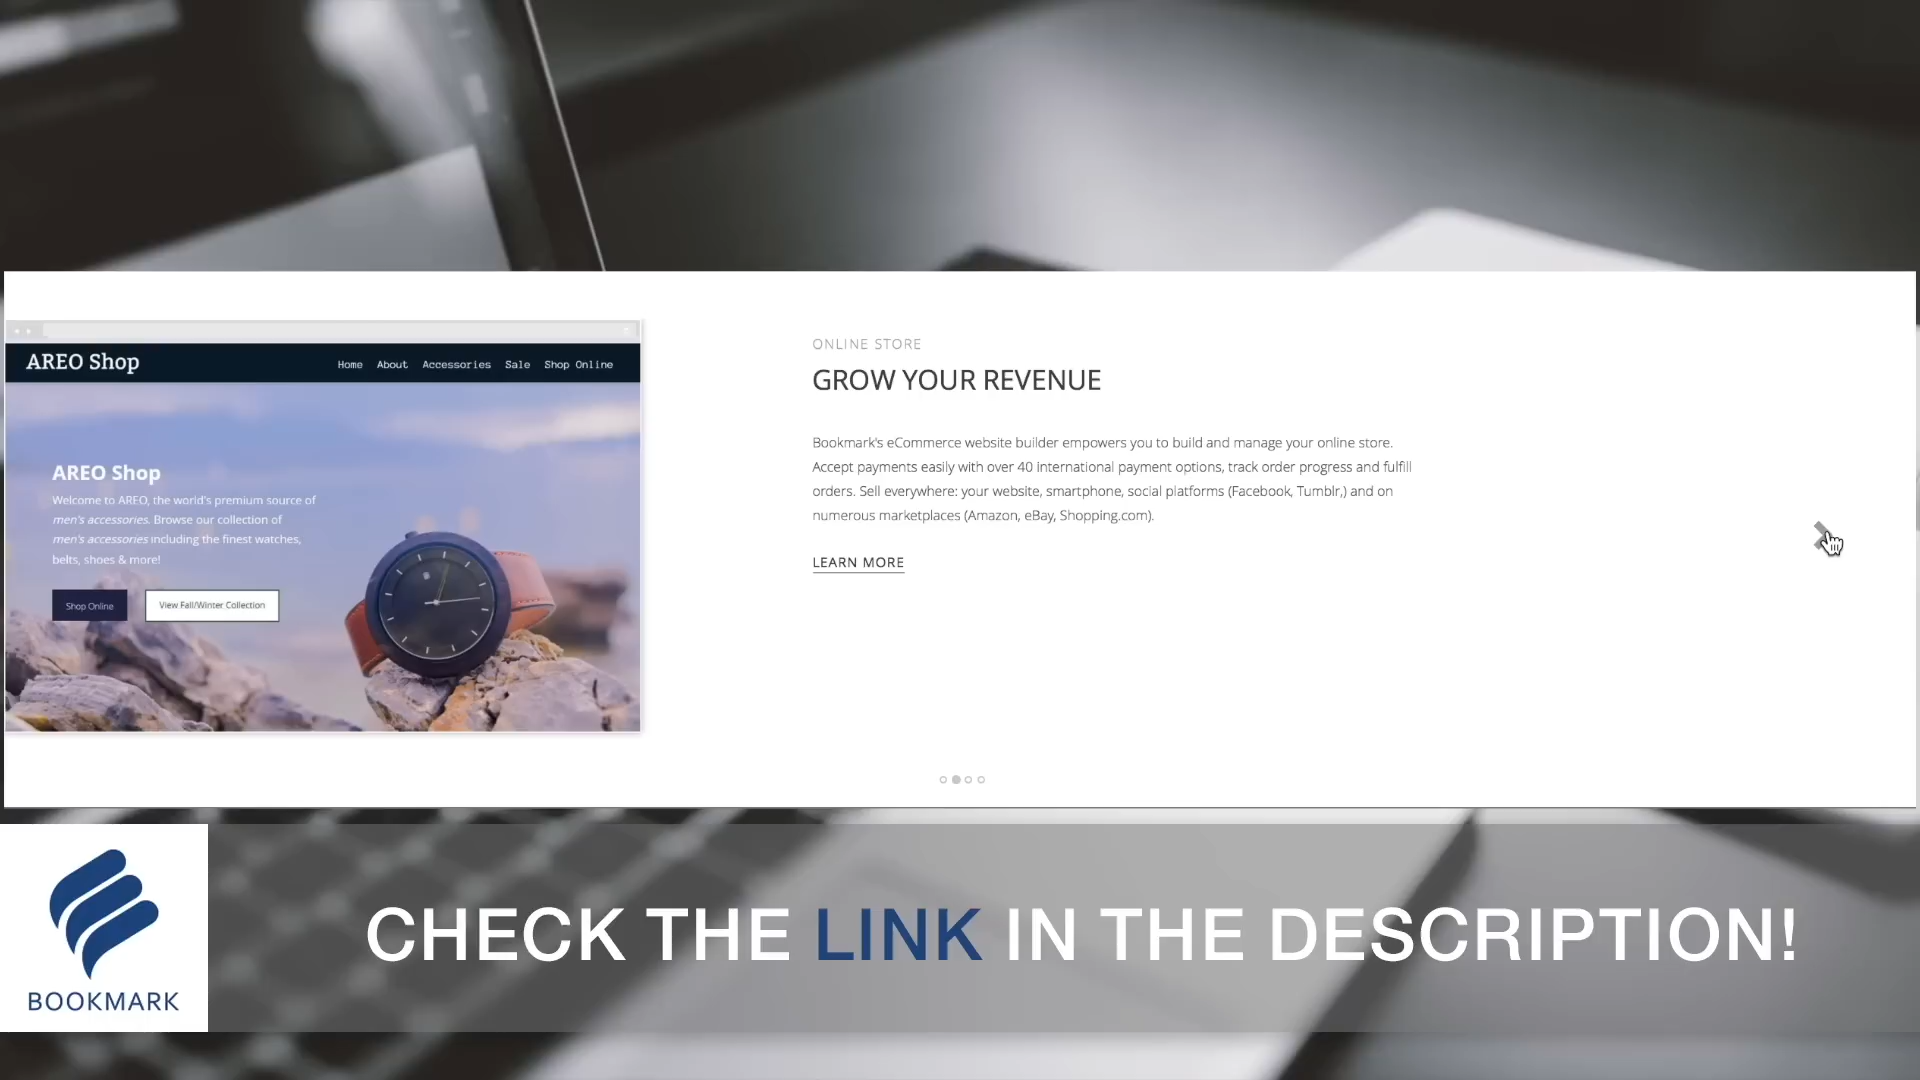 AREO Shop
Home About Accessories Sale Shop Online
AREO Shop
Welcome to AREO, the world's premium source of
men's accessories. Browse our collection of
men's accessories including the finest watches,
belts, shoes & more!
Shop Online View Fall/Winter Collection
ONLINE STORE
GROW YOUR REVENUE
Bookmark's eCommerce website builder empowers you to build and manage your online store.
Accept payments easily with over 40 international payment options, track order progress and fulfill
orders. Sell everywhere: your website, smartphone, social platforms (Facebook, Tumblr,) and on
numerous marketplaces (Amazon, eBay, Shopping.com).
LEARN MORE
BOOKMARK
CHECK THE LINK IN THE DESCRIPTION!